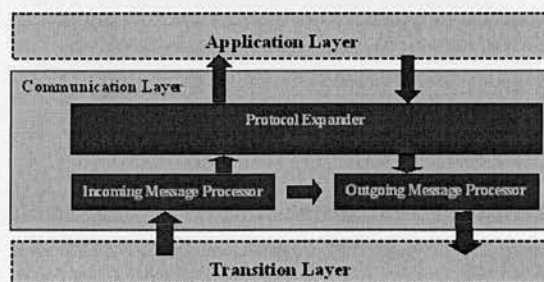 Application Layer
Communication Layer
Protocol Expander
Incoming Message Processor
Outgoing Message Processor
Transition Layer